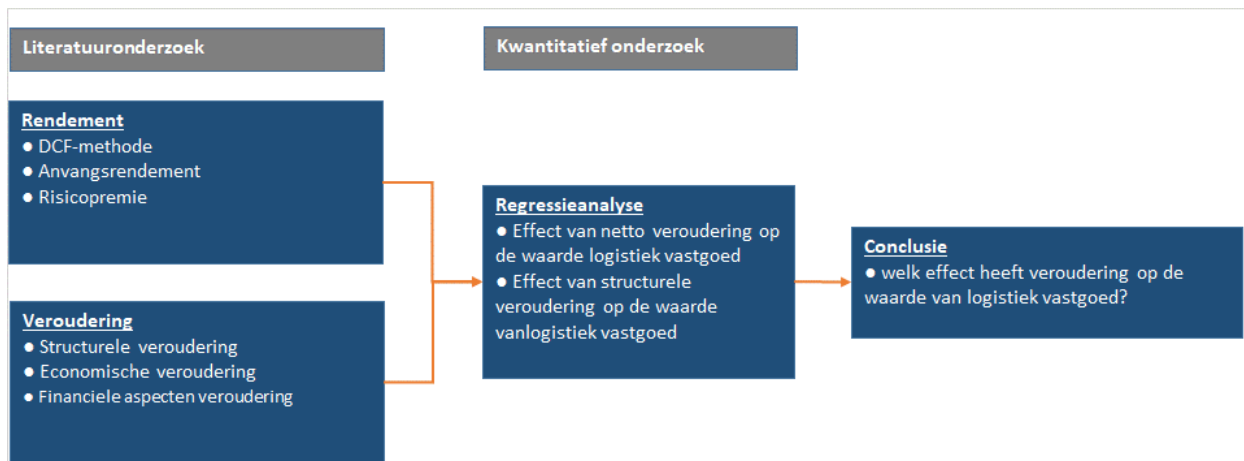 Literatuuronderzoek
Kwantitatief onderzoek
Rendement
● DCF-methode
● Anvangsrendement
● Risicopremie
Veroudering
● Structurele veroudering
● Economische veroudering
● Financiele aspecten veroudering
Regressieanalyse
● Effect van netto veroudering op
de waarde logistiek vastgoed
● Effect van structurele
veroudering op de waarde
vanlogistiek vastgoed
Conclusie
● welk effect heeft veroudering op de
waarde van logistiek vastgoed?